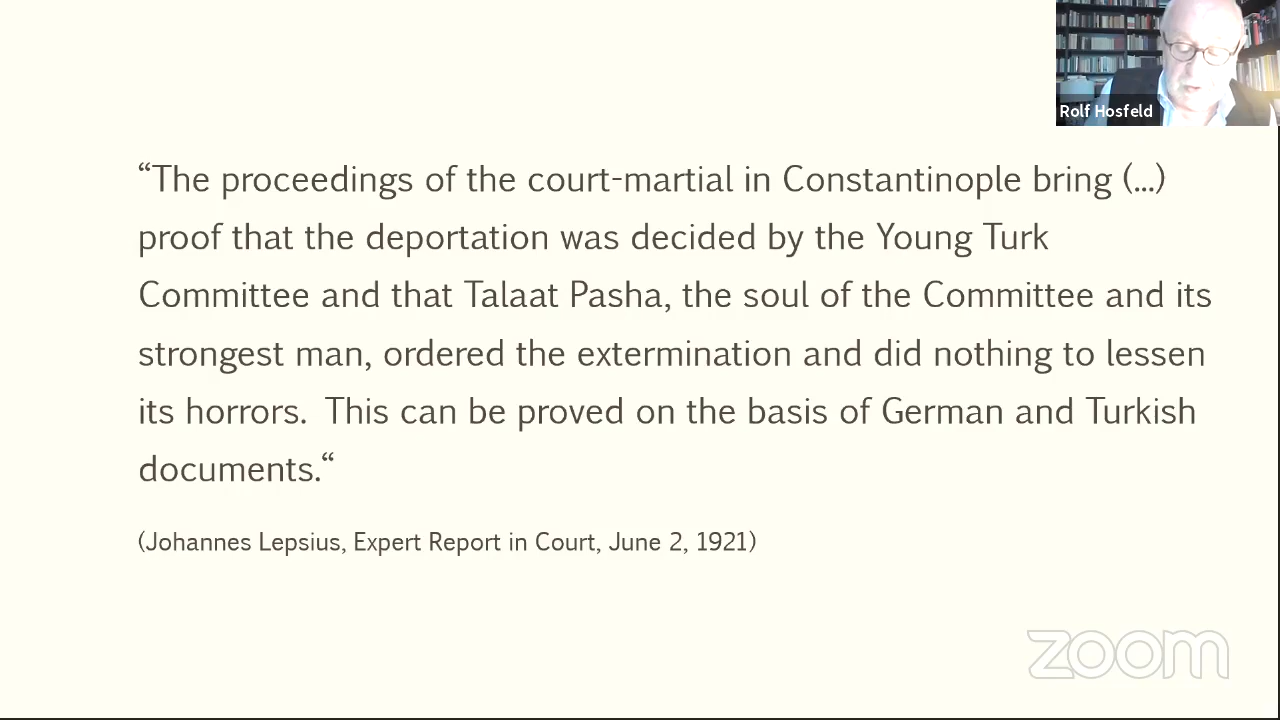 Rolf Hosfeld
“The proceedings of the court-martial in Constantinople bring (...)
proof that the deportation was decided by the Young Turk
Committee and that Talaat Pasha, the soul of the Committee and its
strongest man, ordered the extermination and did nothing to lessen
its horrors.  This can be proved on the basis of German and Turkish
documents.“
(Johannes Lepsius, Expert Report in Court, June 2, 1921)
zoom